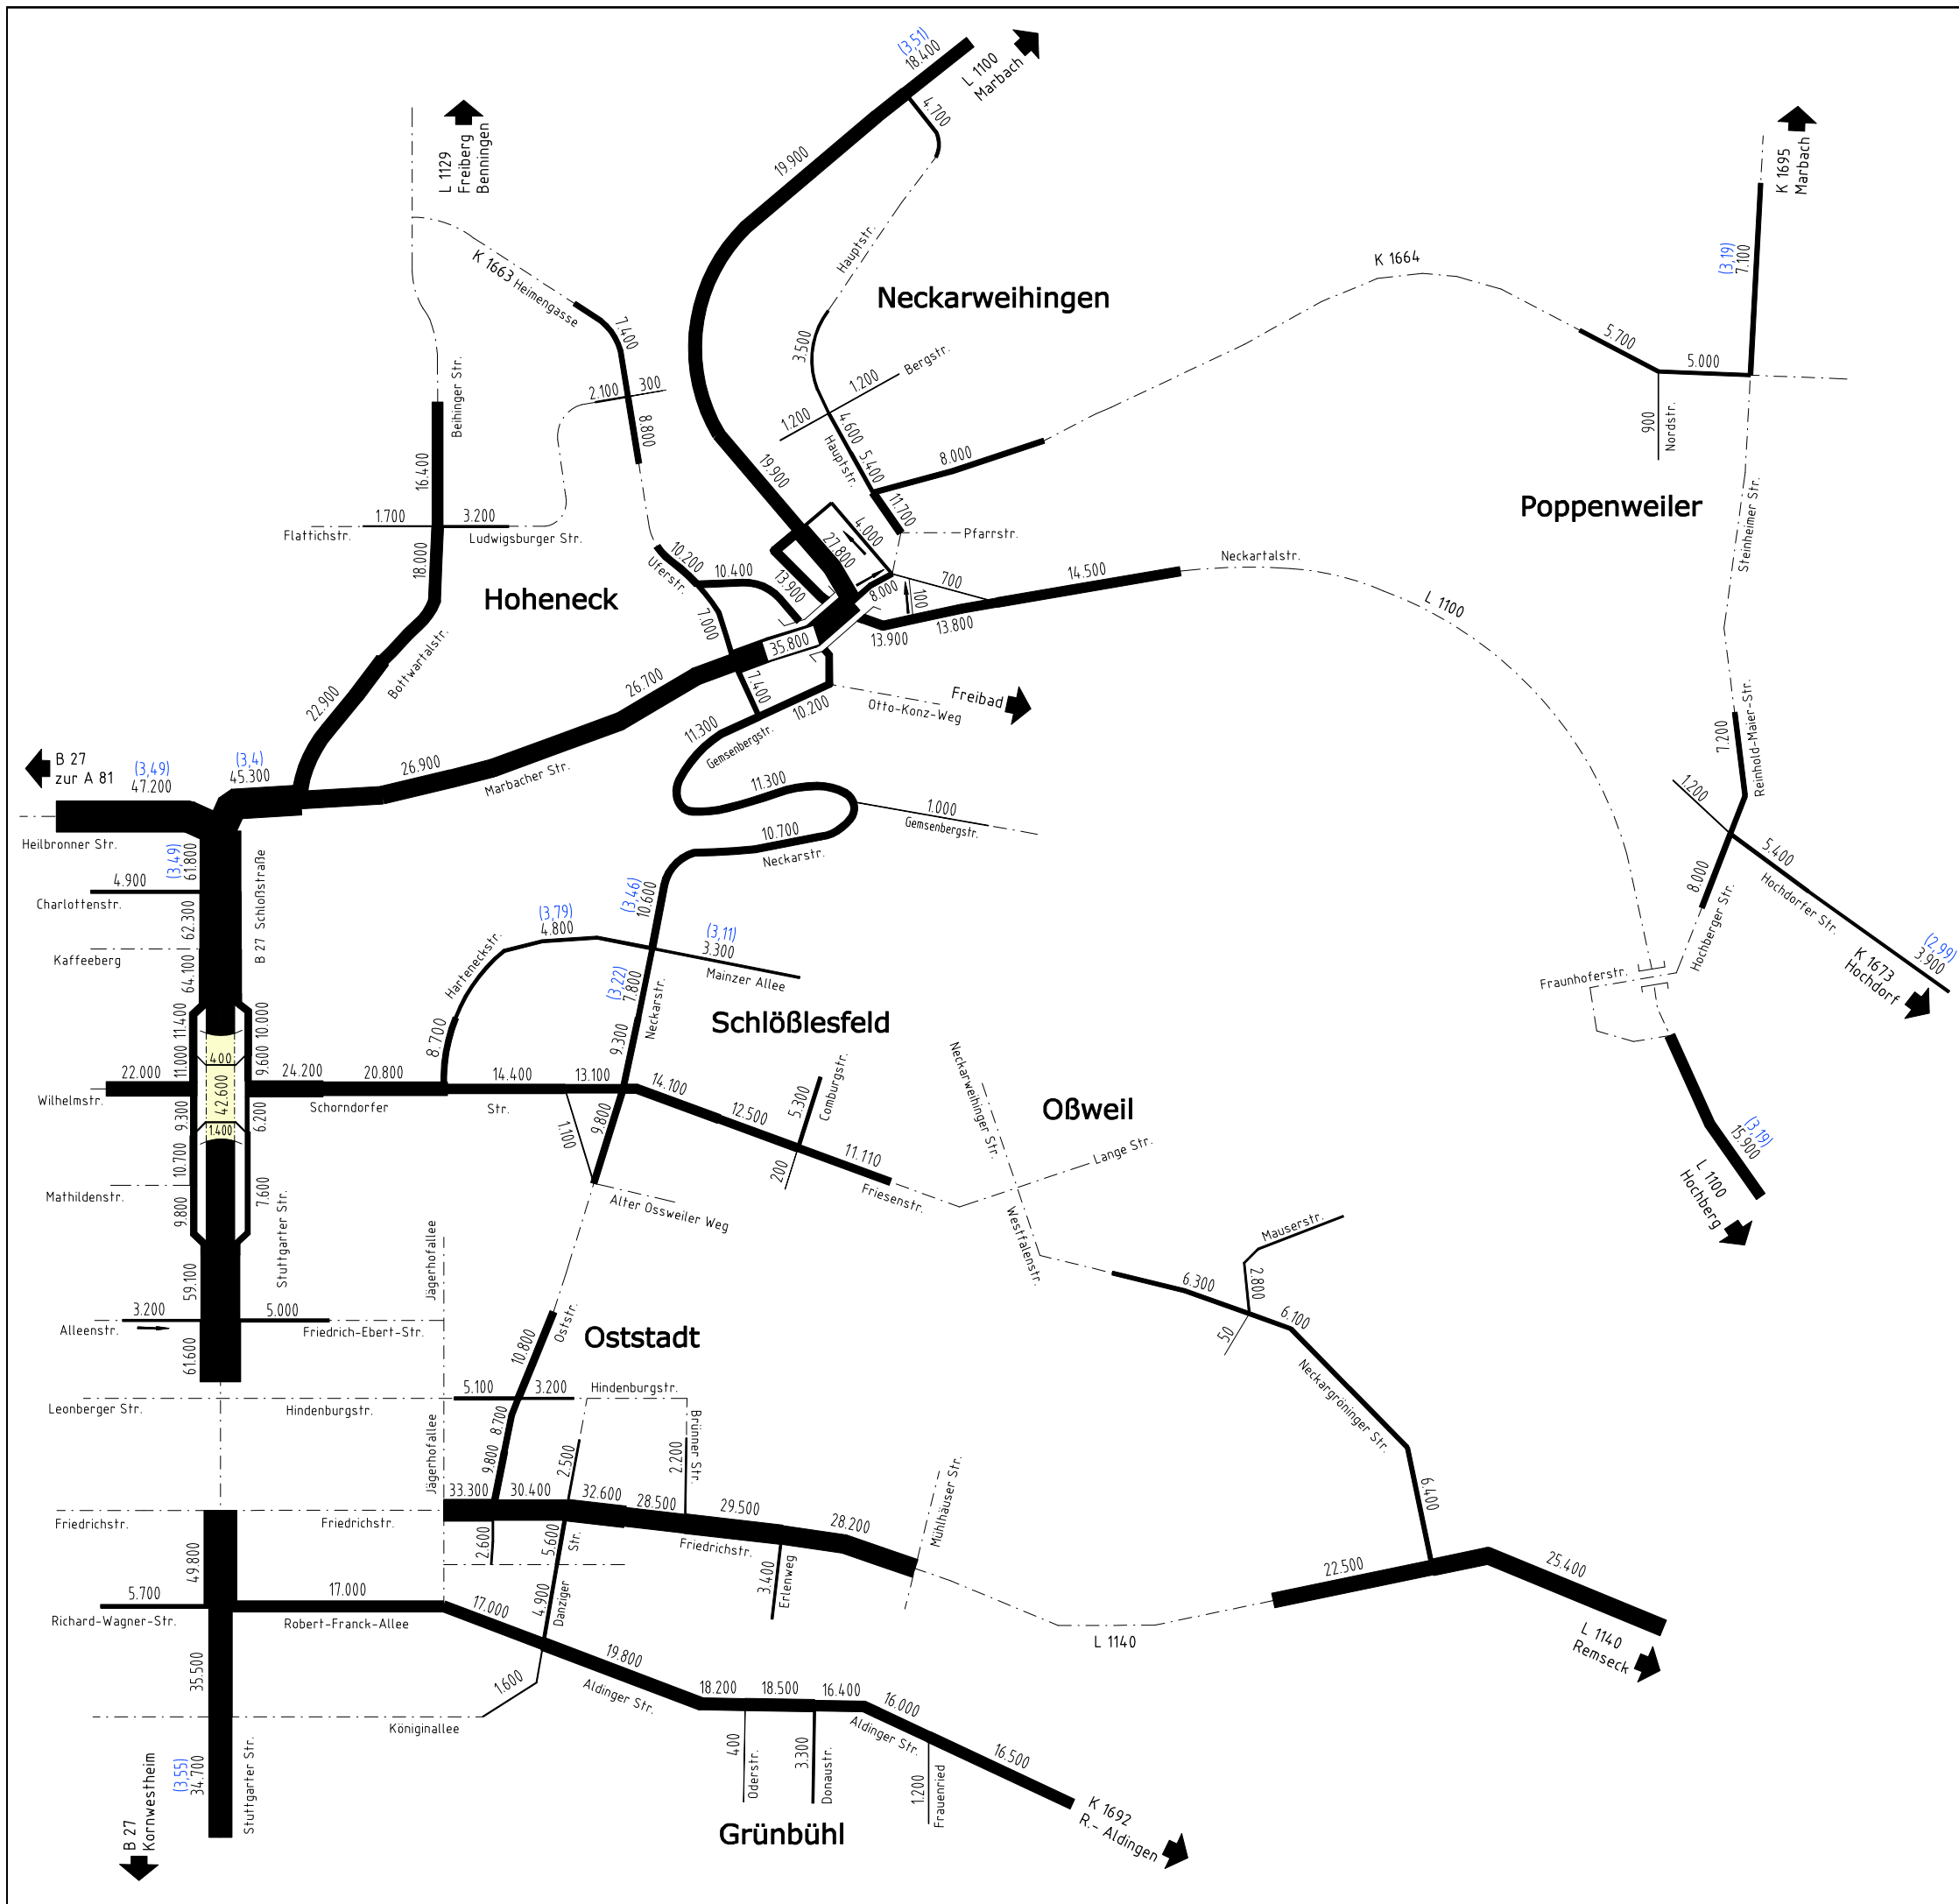 (3,51)
18.400
L 1100
Marbach
4.700
19.900
Hauptstr.
L 1129
Freiberg
Benningen
K 1695
Marbach
(3,19)
7.100
K 1663 Heimengasse
7.400
Neckarweihingen
K 1664
5.700
5.000
900
Nordstr.
3.500
1.200
Bergstr.
1.200
4.600
Hauptstr.
5.400
8.000
11.700
Pfarrstr.
2.100
300
8.800
Beihinger Str.
16.400
1.700
3.200
Flattichstr.
Ludwigsburger Str.
18.000
Bottwartalstr.
22.900
Hoheneck
19.900
4.000
27.800
13.900
8.000
100
700
14.500
Neckartalstr.
13.900
13.800
L 1100
Poppenweiler
Steinheimer Str.
10.200
Uferstr.
10.400
7.000
35.800
7.400
10.200
Otto-Konz-Weg
Freibad
26.700
26.900
Marbacher Str.
11.300
Gemsenbergstr.
11.300
1.000
Gemsenbergstr.
10.700
Neckarstr.
B 27
zur A 81
(3,49)
47.200
(3,4)
45.300
Heilbronner Str.
(3,49)
61.800
4.900
Charlottenstr.
62.300
B 27 Schloßstraße
Kaffeeberg
64.100
11.400
10.000
11.000
400
9.600
22.000
42.600
24.200
20.800
Wilhelmstr.
Schorndorfer
Str.
9.300
6.200
1.400
10.700
Mathildenstr.
9.800
7.600
Stuttgarter Str.
59.100
3.200
5.000
Alleenstr.
Friedrich-Ebert-Str.
61.600
Jägerhofallee
(3,46)
10.600
(3,79)
4.800
(3,11)
3.300
Mainzer Allee
Harteneckstr.
8.700
(3,22)
7.800
Neckarstr.
9.300
14.400
13.100
14.100
12.500
5.300
Comburgstr.
200
11.110
Friesenstr.
1.100
9.800
Alter Ossweiler Weg
Schlößlesfeld
Oßweil
Neckarweihinger Str.
Lange Str.
Westfalenstr.
7.200
Reinhold-Maier-Str.
1.200
8.000
Hochberger Str.
5.400
Hochdorfer Str.
(2,99)
3.900
K 1673
Hochdorf
Fraunhoferstr.
(3,19)
15.900
L 1100
Hochberg
Mauserstr.
2.800
6.300
6.100
50
Neckargröninger Str.
6.400
Oststr.
10.800
Oststadt
5.100
3.200
Hindenburgstr.
Leonberger Str.
Hindenburgstr.
Jägerhofallee
8.700
9.800
2.500
2.200
Brünner Str.
33.300
30.400
32.600
28.500
29.500
28.200
Mühlhäuser Str.
Friedrichstr.
Friedrichstr.
Friedrichstr.
2.600
5.600
Str.
4.900
Danziger
3.400
Erlenweg
49.800
5.700
17.000
Richard-Wagner-Str.
Robert-Franck-Allee
17.000
19.800
Aldinger Str.
1.600
Königinallee
35.500
(3,55)
34.700
Stuttgarter Str.
B 27
Kornwestheim
18.200
18.500
16.400
16.000
Aldinger Str.
16.500
400
Oderstr.
3.300
Donaustr.
1.200
Frauenried
Grünbühl
K 1692
R.- Aldingen
L 1140
22.500
25.400
L 1140
Remseck